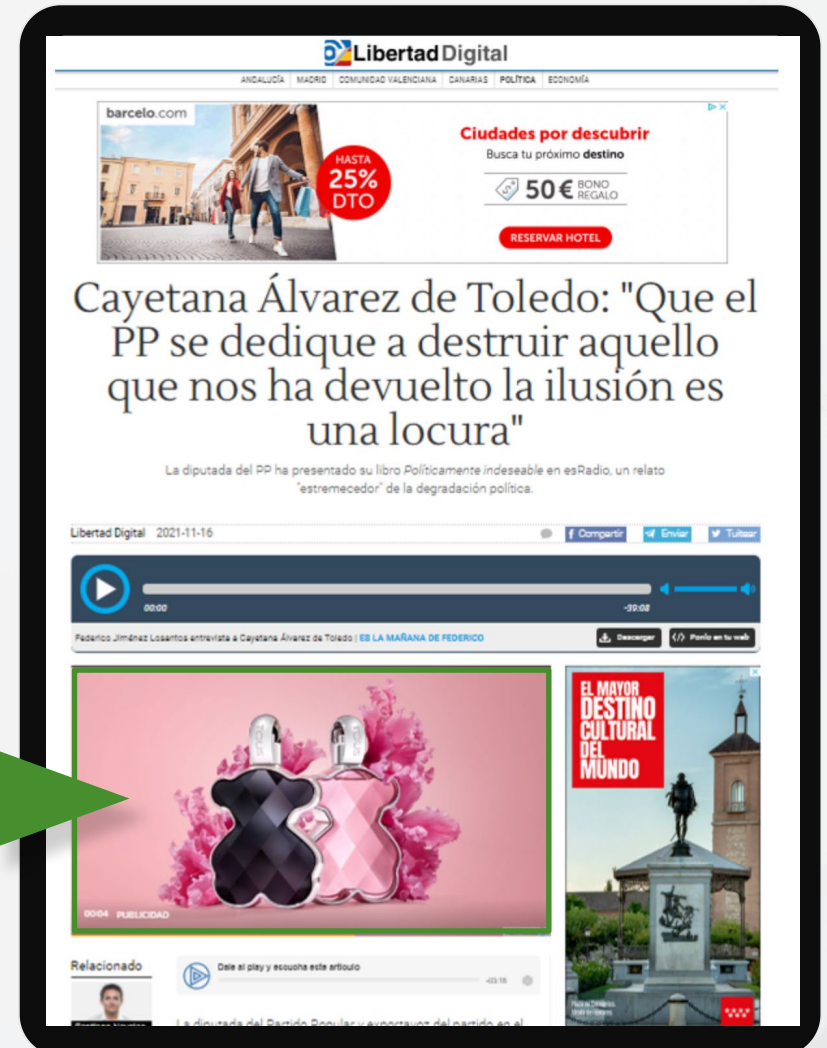 Libertad Digital
ANDALUCÍA MADRID COMUNIDAD VALENCIANA CANARIAS POLÍTICA ECONOMÍA
barcelo.com
HASTA
25%
DTO
Ciudades por descubrir
Busca tu próximo destino
50€ BONO
REGALO
RESERVAR HOTEL
Cayetana Álvarez de Toledo: "Que el
PP se dedique a destruir aquello
que nos ha devuelto la ilusión es
una locura"
La diputada del PP ha presentado su libro Políticamente indeseable en esRadio, un relato
"estremecedor" de la degradación política.
Libertad Digital 2021-11-16
Compartir Enviar Tuitear
00:00 -39:08
Federico Jiménez Losantos entrevista a Cayetana Álvarez de Toledo | ES LA MAÑANA DE FEDERICO
Descargar Ponlo en tu web
TOUS TOUS
00:04 PUBLICIDAD
EL MAYOR
DESTINO
CULTURAL
DEL
MUNDO
Relacionado
Dale al play y escucha este artículo
-03:18
La diputada del Partido Popular y exportavoz del partido en el